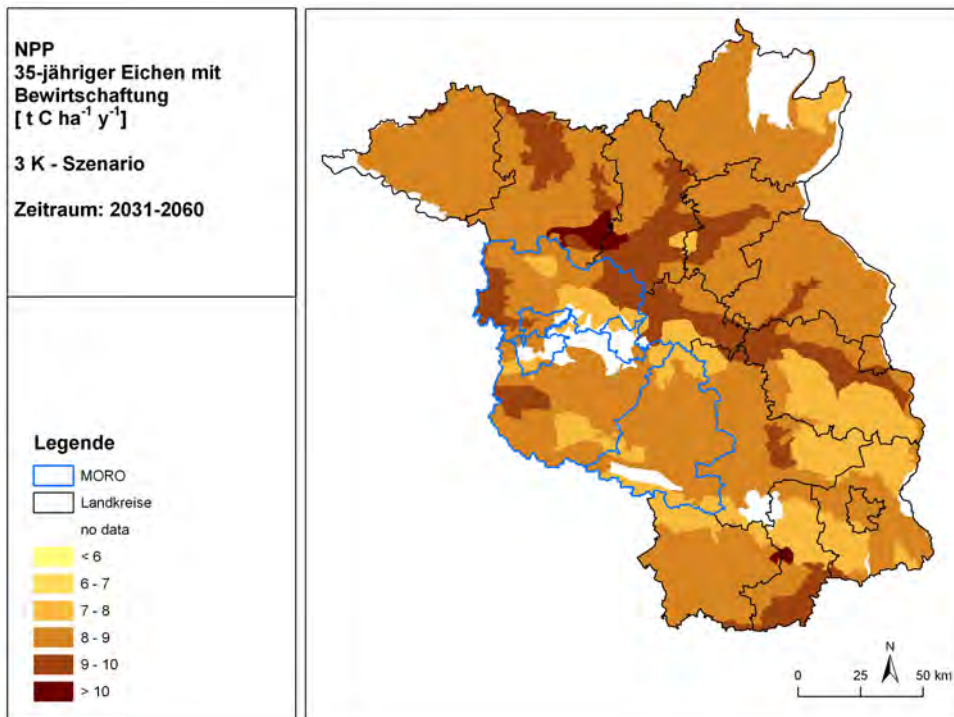 NPP
35-jähriger Eichen mit
Bewirtschaftung
[ t C ha⁻¹ y⁻¹]
3 K - Szenario
Zeitraum: 2031-2060
Legende
MORO
Landkreise
no data
< 6
6 - 7
7 - 8
8 - 9
9 - 10
> 10
N
0 25 50 km